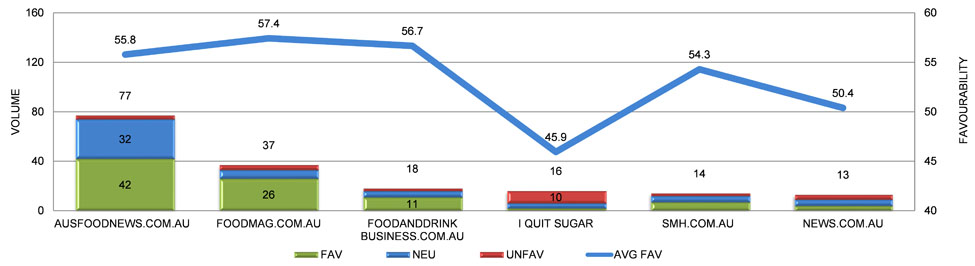 160
60
57.4
56.7
55.8
54.3
120
55
50.4
77
VOLUME
80
45.9
50
FAVOURABILITY
37
32
40
18
16
14
13
45
42
26
11
10
0
40
AUSFOODNEWS.COM.AU
FOODMAG.COM.AU
FOODANDDRINK
BUSINESS.COM.AU
I QUIT SUGAR
SMH.COM.AU
NEWS.COM.AU
FAV
NEU
UNFAV
AVG FAV